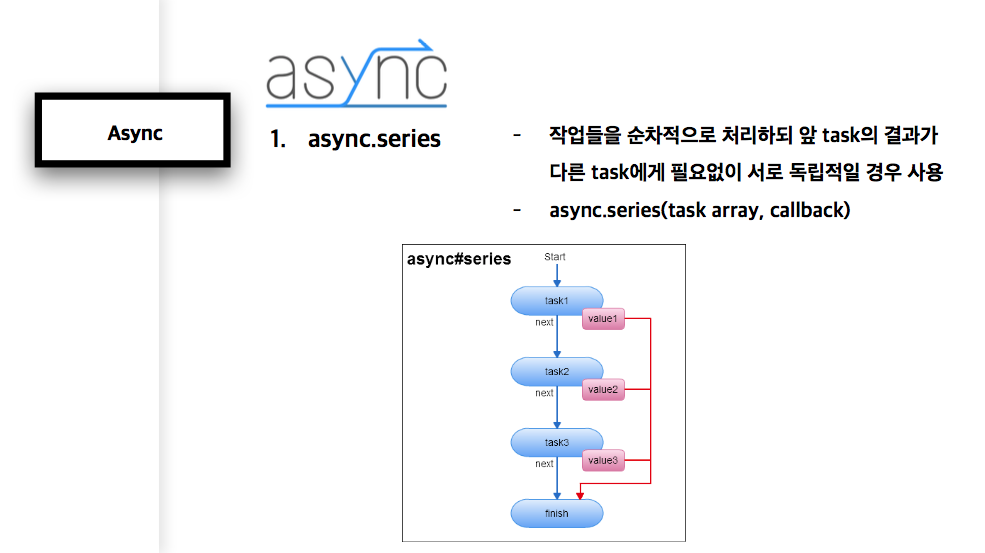 async
Async
1. async.series
- 작업들을 순차적으로 처리하되 앞 task의 결과가
다른 task에게 필요없이 서로 독립적일 경우 사용
- async.series(task array, callback)
async#series
Start
task1
value1
next
task2
value2
next
task3
value3
next
finish